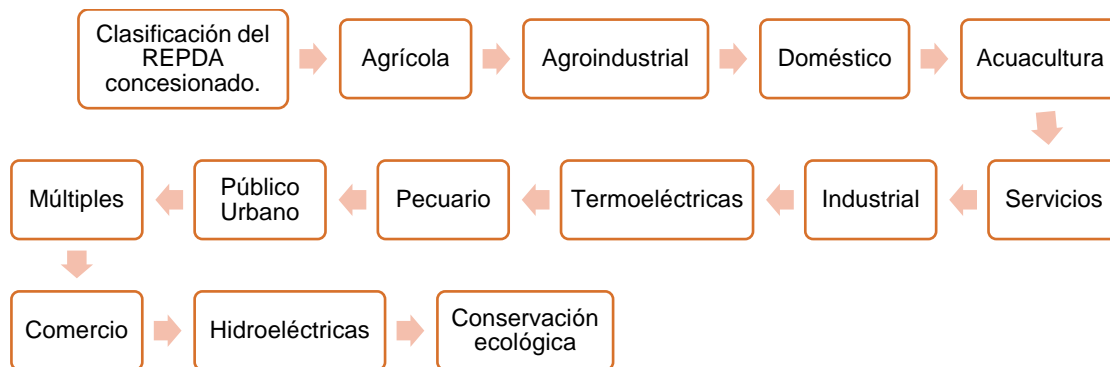 Clasificación del
REPDA
concesionado.
Agrícola
Agroindustrial
Doméstico
Acuacultura
Servicios
Industrial
Termoeléctricas
Pecuario
Público
Urbano
Múltiples
Comercio
Hidroeléctricas
Conservación
ecológica